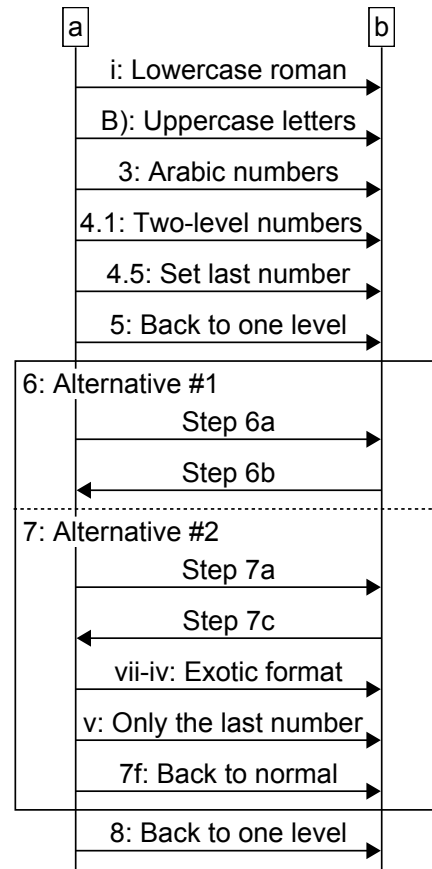 a
b
i: Lowercase roman
B): Uppercase letters
3: Arabic numbers
4.1: Two-level numbers
4.5: Set last number
5: Back to one level
6: Alternative #1
Step 6a
Step 6b
7: Alternative #2
Step 7a
Step 7c
vii-iv: Exotic format
v: Only the last number
7f: Back to normal
8: Back to one level